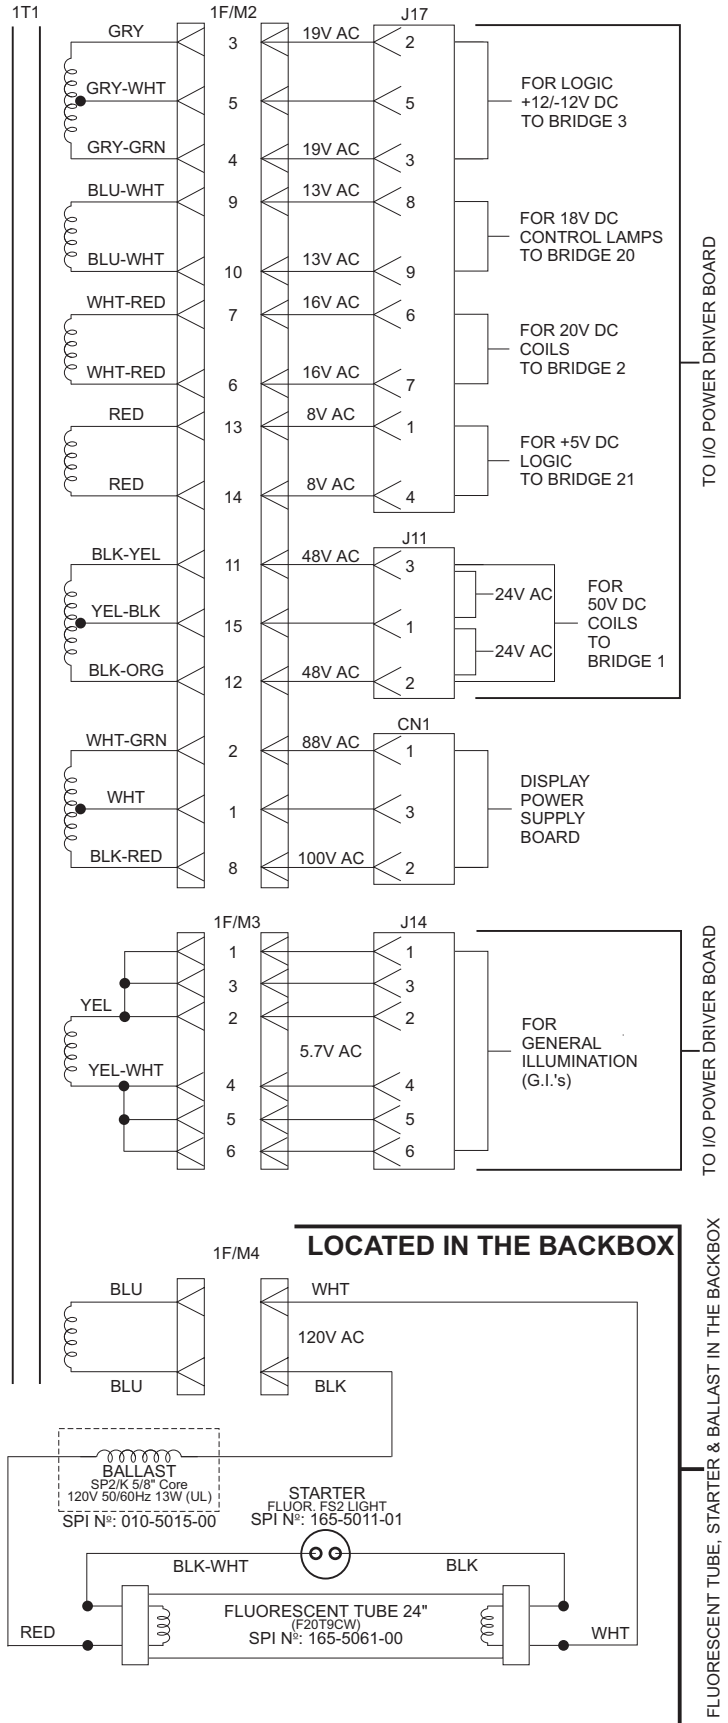 1T1 1F/M2 J17
GRY 3 19V AC 2
GRY-WHT 5 5
GRY-GRN 4 19V AC 3
FOR LOGIC
+12/-12V DC
TO BRIDGE 3
BLU-WHT 9 13V AC 8
BLU-WHT 10 13V AC 9
FOR 18V DC
CONTROL LAMPS
TO BRIDGE 20
WHT-RED 7 16V AC 6
WHT-RED 6 16V AC 7
FOR 20V DC
COILS
TO BRIDGE 2
RED 13 8V AC 1
RED 14 8V AC 4
FOR +5V DC
LOGIC
TO BRIDGE 21
TO I/O POWER DRIVER BOARD
J11
BLK-YEL 11 48V AC 3
24V AC
YEL-BLK 15 1
24V AC
BLK-ORG 12 48V AC 2
FOR
50V DC
COILS
TO
BRIDGE 1
CN1
WHT-GRN 2 88V AC 1
WHT 1 3
BLK-RED 8 100V AC 2
DISPLAY
POWER
SUPPLY
BOARD
1F/M3 J14
1 1
3 3
YEL 2 2
5.7V AC
YEL-WHT 4 4
5 5
6 6
FOR
GENERAL
ILLUMINATION
(G.I.'s)
TO I/O POWER DRIVER BOARD
LOCATED IN THE BACKBOX
1F/M4
BLU WHT
120V AC
BLU BLK
BALLAST
SP2/K 5/8" Core
120V 50/60Hz 13W (UL)
SPI Nº: 010-5015-00
STARTER
FLUOR. FS2 LIGHT
SPI Nº: 165-5011-01
BLK-WHT BLK
FLUORESCENT TUBE 24"
(F20T9CW)
SPI Nº: 165-5061-00
RED WHT
FLUORESCENT TUBE, STARTER & BALLAST IN THE BACKBOX